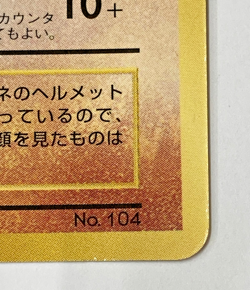 カウンタ
てもよい。
10+
ネのヘルメット
っているので、
顔を見たものは
No. 104